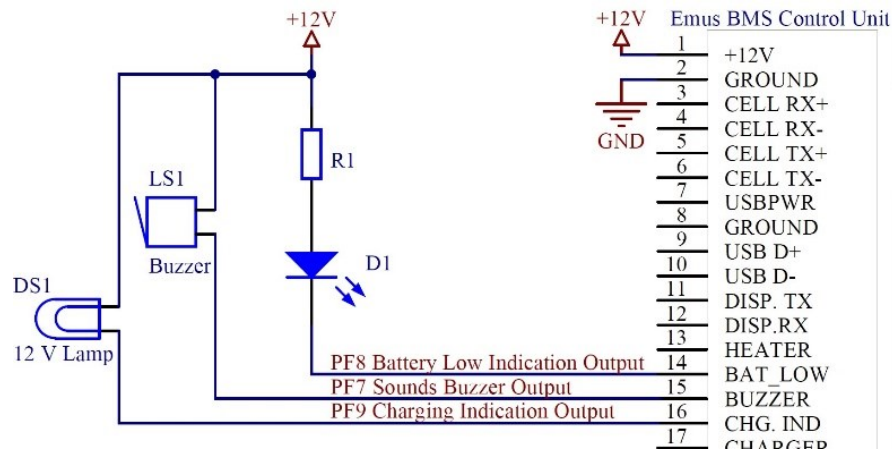 +12V
+12V
Emus BMS Control Unit
1
+12V
2
GROUND
3
CELL RX+
GND
4
CELL RX-
5
CELL TX+
R1
6
CELL TX-
LS1
7
USBPWR
8
GROUND
9
USB D+
Buzzer
D1
10
USB D-
DS1
11
DISP. TX
12
DISP.RX
12 V Lamp
13
HEATER
PF8 Battery Low Indication Output
14
BAT_LOW
PF7 Sounds Buzzer Output
15
BUZZER
PF9 Charging Indication Output
16
CHG. IND
17
CHARGER